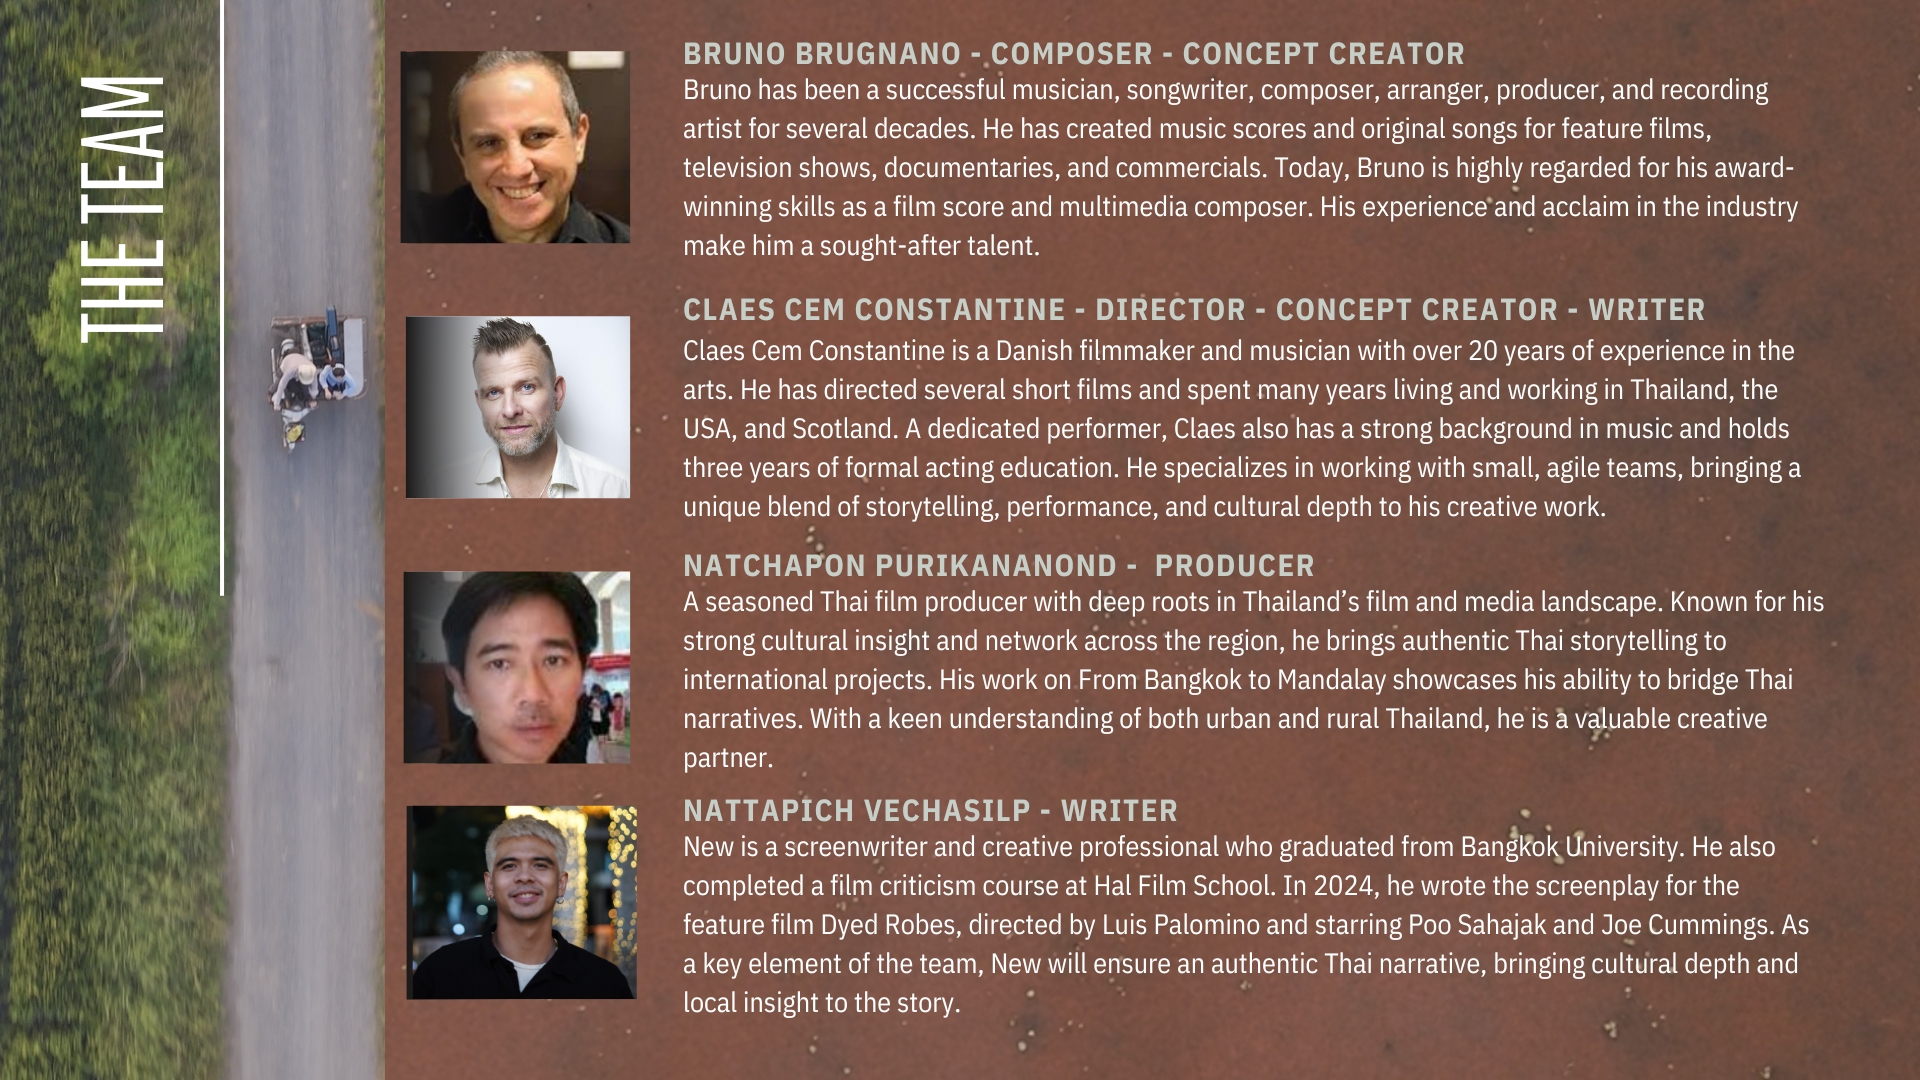 THE TEAM
BRUNO BRUGNANO - COMPOSER - CONCEPT CREATOR
Bruno has been a successful musician, songwriter, composer, arranger, producer, and recording
artist for several decades. He has created music scores and original songs for feature films,
television shows, documentaries, and commercials. Today, Bruno is highly regarded for his award-
winning skills as a film score and multimedia composer. His experience and acclaim in the industry
make him a sought-after talent.
CLAES CEM CONSTANTINE - DIRECTOR - CONCEPT CREATOR - WRITER
Claes Cem Constantine is a Danish filmmaker and musician with over 20 years of experience in the
arts. He has directed several short films and spent many years living and working in Thailand, the
USA, and Scotland. A dedicated performer, Claes also has a strong background in music and holds
three years of formal acting education. He specializes in working with small, agile teams, bringing a
unique blend of storytelling, performance, and cultural depth to his creative work.
NATCHAPON PURIKANANOND - PRODUCER
A seasoned Thai film producer with deep roots in Thailand’s film and media landscape. Known for his
strong cultural insight and network across the region, he brings authentic Thai storytelling to
international projects. His work on From Bangkok to Mandalay showcases his ability to bridge Thai
narratives. With a keen understanding of both urban and rural Thailand, he is a valuable creative
partner.
NATTAPICH VECHASILP - WRITER
New is a screenwriter and creative professional who graduated from Bangkok University. He also
completed a film criticism course at Hal Film School. In 2024, he wrote the screenplay for the
feature film Dyed Robes, directed by Luis Palomino and starring Poo Sahajak and Joe Cummings. As
a key element of the team, New will ensure an authentic Thai narrative, bringing cultural depth and
local insight to the story.